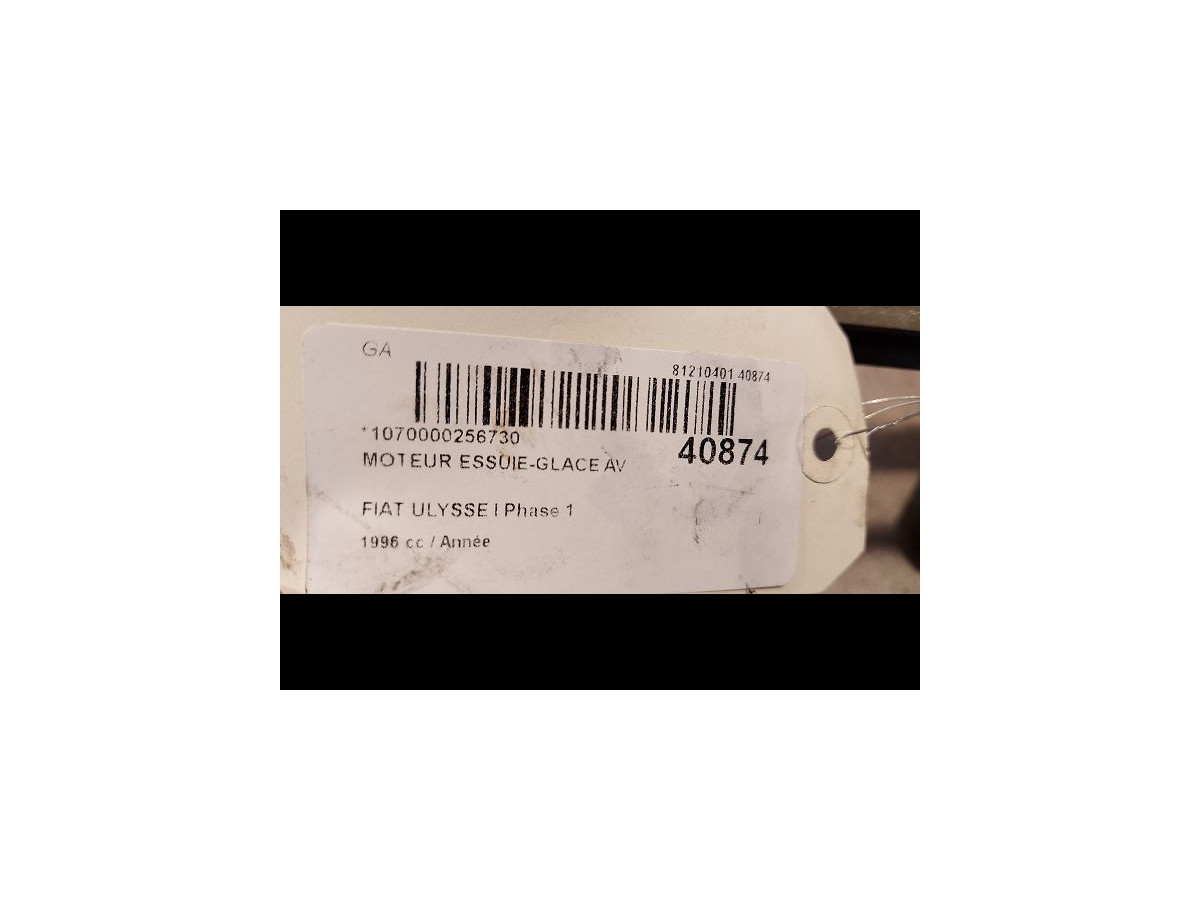 GA
81210401 40874
*1070000256730
40874
MOTEUR ESSUIE-GLACE AV
FIAT ULYSSE I Phase 1
1996 cc / Année